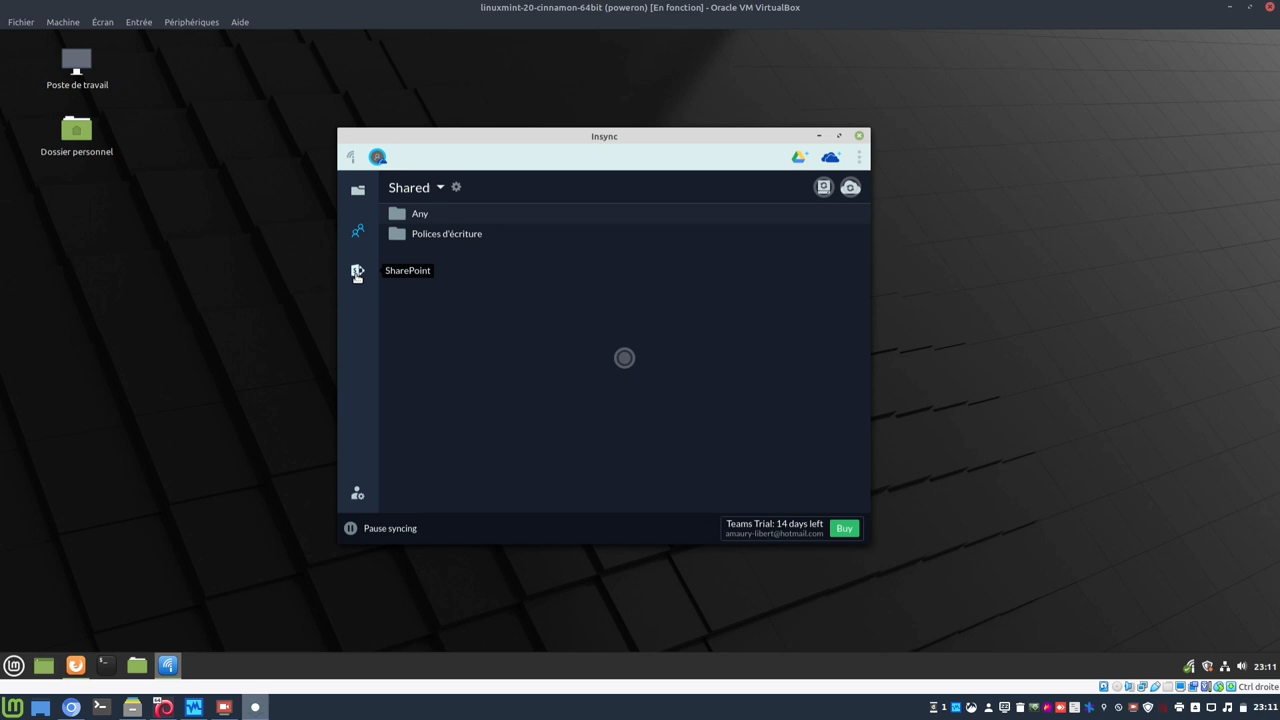 linuxmint-20-cinnamon-64bit (poweron) [En fonction] - Oracle VM VirtualBox
Fichier Machine Écran Entrée Périphériques Aide
Poste de travail
Dossier personnel
Insync
Shared
Any
Polices d'écriture
SharePoint
Pause syncing
Teams Trial: 14 days left
amaury-libert@hotmail.com
Buy
23:11
Ctrl droite
1
23:11